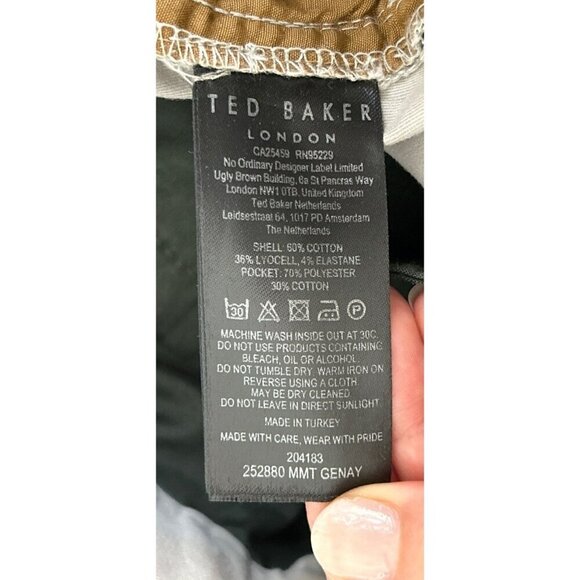 TED BAKER
LONDON
CA25459 RN95229
No Ordinary Designer Label Limited
Ugly Brown Building, 6a St Pancras Way
London NW1 0TB, United Kingdom
Ted Baker Netherlands
Leidsestraat 64, 1017 PD Amsterdam
The Netherlands
SHELL: 60% COTTON
36% LYOCELL, 4% ELASTANE
POCKET: 70% POLYESTER
30% COTTON
30 P
MACHINE WASH INSIDE OUT AT 30C.
DO NOT USE PRODUCTS CONTAINING
BLEACH, OIL OR ALCOHOL.
DO NOT TUMBLE DRY. WARM IRON ON
REVERSE USING A CLOTH.
MAY BE DRY CLEANED.
DO NOT LEAVE IN DIRECT SUNLIGHT.
MADE IN TURKEY
MADE WITH CARE, WEAR WITH PRIDE
204183
252880 MMT GENAY